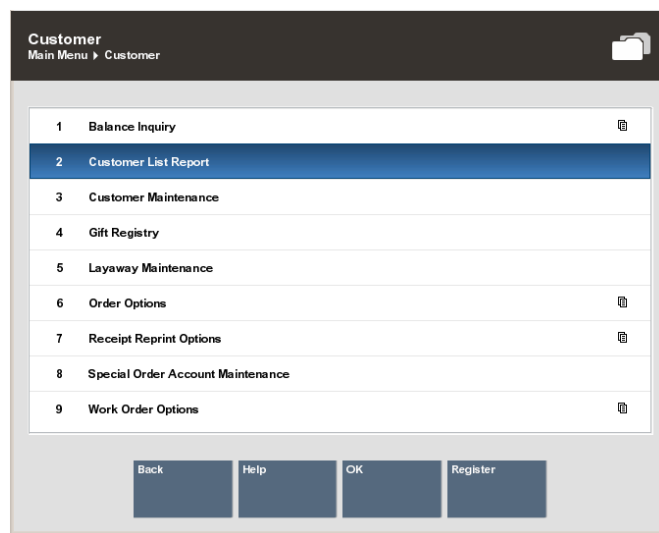 Customer
Main Menu ▸ Customer
1 Balance Inquiry
2 Customer List Report
3 Customer Maintenance
4 Gift Registry
5 Layaway Maintenance
6 Order Options
7 Receipt Reprint Options
8 Special Order Account Maintenance
9 Work Order Options
Back Help OK Register